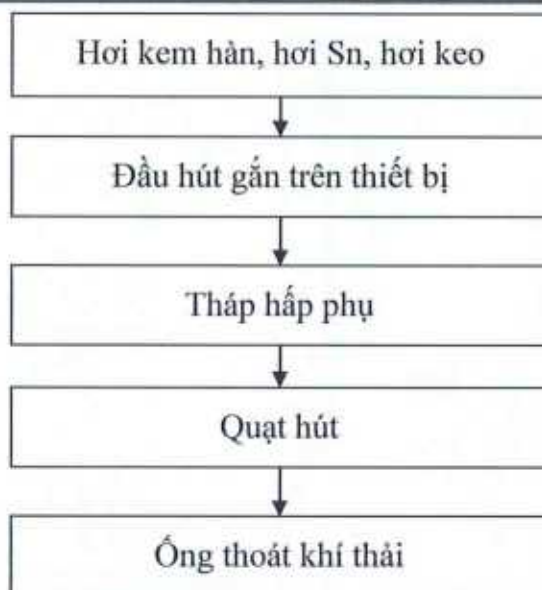 Hơi kem hàn, hơi Sn, hơi keo
Đầu hút gắn trên thiết bị
Tháp hấp phụ
Quạt hút
Ống thoát khí thải